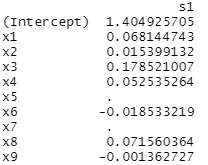 s1
(Intercept) 1.404925705
x1 0.068144743
x2 0.015399132
x3 0.178521007
x4 0.052535264
x5 .
x6 -0.018533219
x7 .
x8 0.071560364
x9 -0.001362727